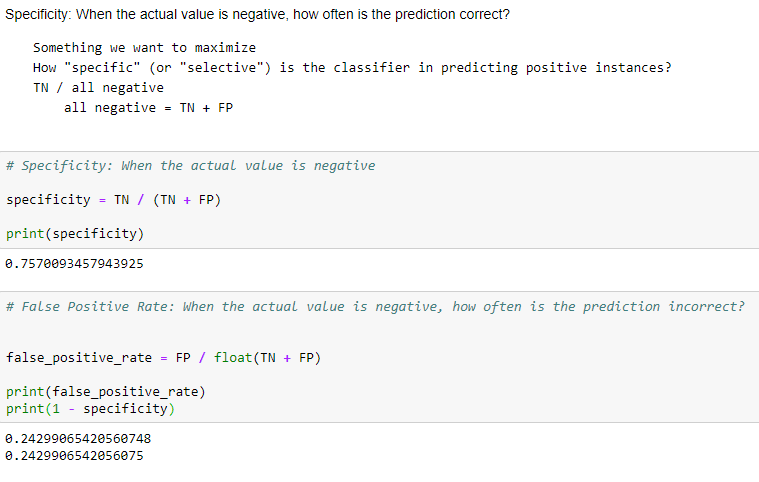 Specificity: When the actual value is negative, how often is the prediction correct?
Something we want to maximize
How "specific" (or "selective") is the classifier in predicting positive instances?
TN / all negative
all negative = TN + FP
# Specificity: When the actual value is negative
specificity = TN / (TN + FP)
print(specificity)
0.7570093457943925
# False Positive Rate: When the actual value is negative, how often is the prediction incorrect?
false_positive_rate = FP / float(TN + FP)
print(false_positive_rate)
print(1 - specificity)
0.24299065420560748
0.2429906542056075